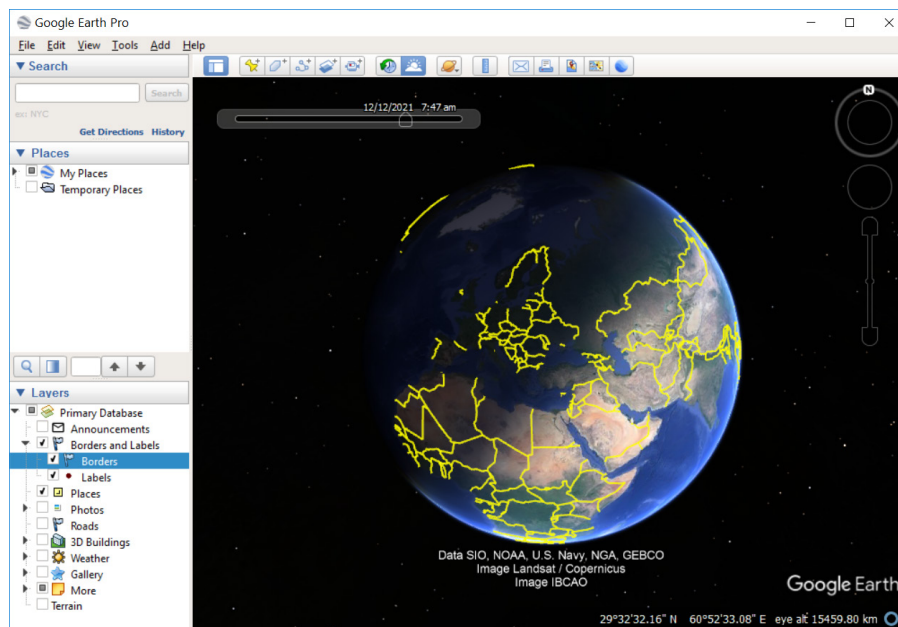 Google Earth Pro
File Edit View Tools Add Help
Search
Search
ex: NYC
Get Directions History
Places
My Places
Temporary Places
Layers
Primary Database
Announcements
Borders and Labels
Borders
Labels
Places
Photos
Roads
3D Buildings
Weather
Gallery
More
Terrain
12/12/2021 7:47 am
N
Data SIO, NOAA, U.S. Navy, NGA, GEBCO
Image Landsat / Copernicus
Image IBCAO
Google Earth
29°32'32.16" N 60°52'33.08" E eye alt 15459.80 km